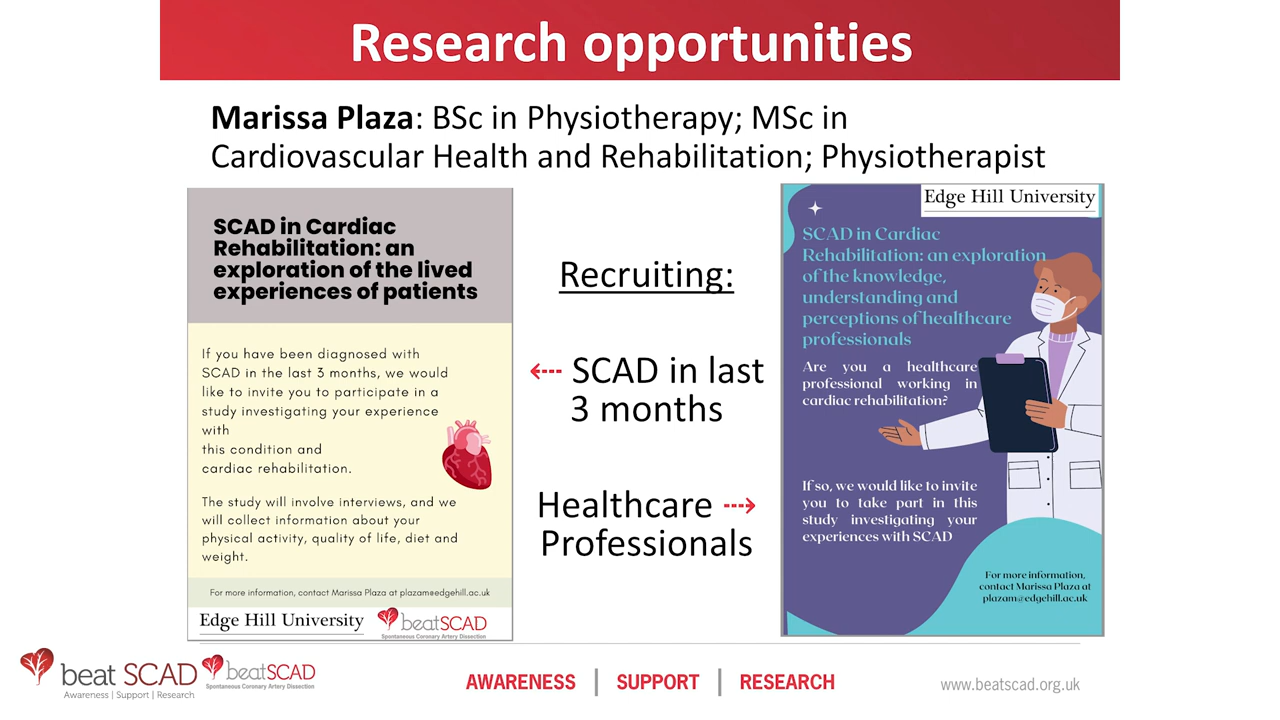 Research opportunities
Marissa Plaza: BSc in Physiotherapy; MSc in
Cardiovascular Health and Rehabilitation; Physiotherapist
SCAD in Cardiac
Rehabilitation: an
exploration of the lived
experiences of patients
If you have been diagnosed with
SCAD in the last 3 months, we would
like to invite you to participate in a
study investigating your experience
with
this condition and
cardiac rehabilitation.
The study will involve interviews, and we
will collect information about your
physical activity, quality of life, diet and
weight.
For more information, contact Marissa Plaza at plazam@edgehill.ac.uk
Edge Hill University
beatSCAD
Spontaneous Coronary Artery Dissection
Recruiting:
SCAD in last
3 months
Healthcare
Professionals
Edge Hill University
SCAD in Cardiac
Rehabilitation: an exploration
of the knowledge,
understanding and
perceptions of healthcare
professionals
Are you a healthcare
professional working in
cardiac rehabilitation?
If so, we would like to invite
you to take part in this
study investigating your
experiences with SCAD
For more information,
contact Marissa Plaza at
plazam@edgehill.ac.uk
beat SCAD
Awareness | Support | Research
beatSCAD
Spontaneous Coronary Artery Dissection
AWARENESS | SUPPORT | RESEARCH
www.beatscad.org.uk